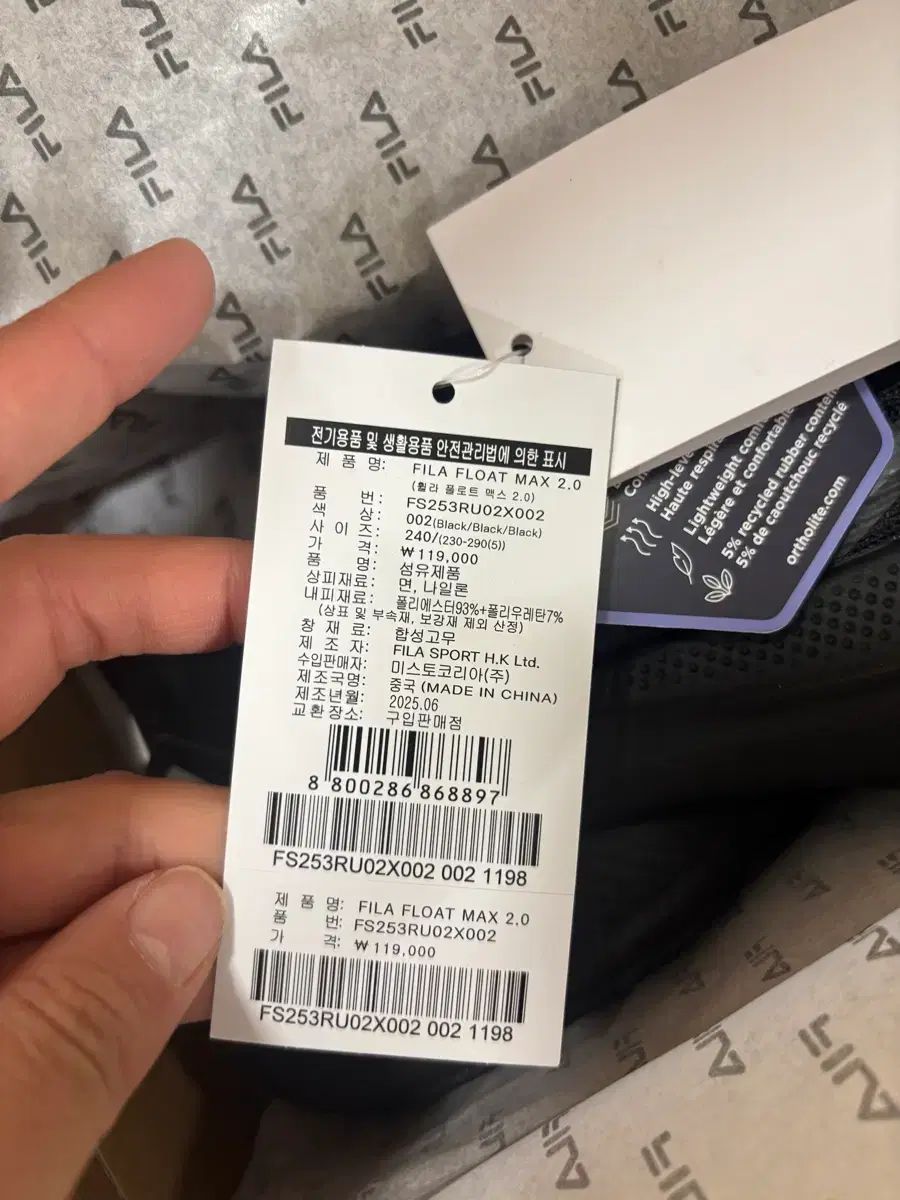 FILA
전기용품 및 생활용품 안전관리법에 의한 표시
제 품 명: FILA FLOAT MAX 2.0
(휠라 폴로트 맥스 2.0)
품 번: FS253RU02X002
색 상: 002(Black/Black/Black)
사 이 즈: 240/(230-290(5))
가 격: ₩119,000
품 명: 섬유제품
상피재료: 면, 나일론
내피재료: 폴리에스터93%+폴리우레탄7%
(상표 및 부속재, 보강재 제외 산정)
창 재 료: 합성고무
제 조 자: FILA SPORT H.K Ltd.
수입판매자: 미스토코리아(주)
제조국명: 중국 (MADE IN CHINA)
제조년월: 2025.06
교환장소: 구입판매점
8 800286 868897
FS253RU02X002 002 1198
제 품 명: FILA FLOAT MAX 2.0
품 번: FS253RU02X002
가 격: ₩ 119,000
FS253RU02X002 002 1198
Lightweight
Légère et confortable
5% recycled rubber content
5% de caoutchouc recyclé
ortholite.com